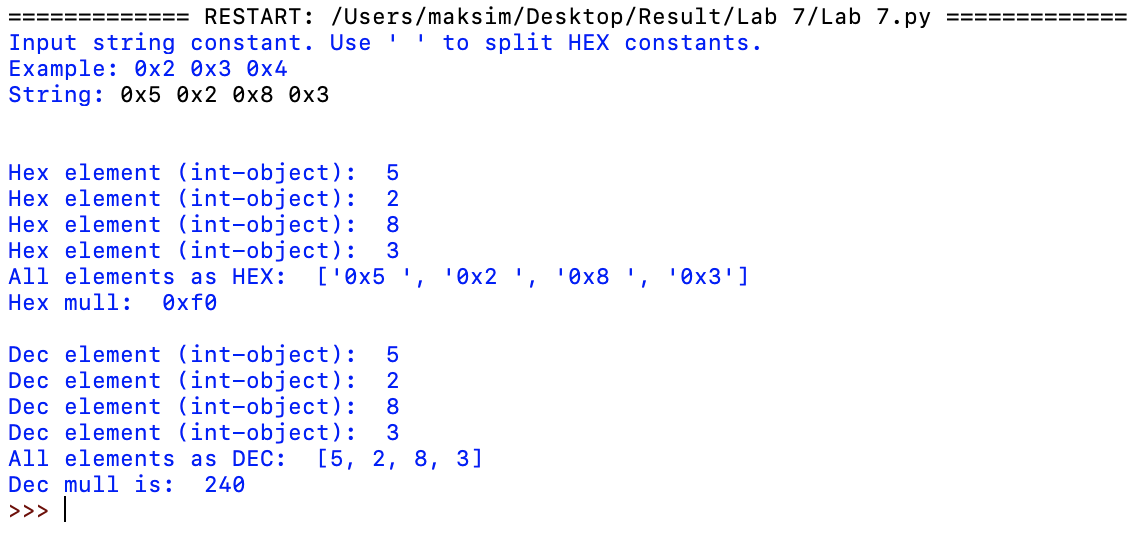 ============= RESTART: /Users/maksim/Desktop/Result/Lab 7/Lab 7.py =============
Input string constant. Use ' ' to split HEX constants.
Example: 0x2 0x3 0x4
String: 0x5 0x2 0x8 0x3
Hex element (int-object):  5
Hex element (int-object):  2
Hex element (int-object):  8
Hex element (int-object):  3
All elements as HEX:  ['0x5 ', '0x2 ', '0x8 ', '0x3']
Hex mull:  0xf0
Dec element (int-object):  5
Dec element (int-object):  2
Dec element (int-object):  8
Dec element (int-object):  3
All elements as DEC:  [5, 2, 8, 3]
Dec mull is:  240
>>>